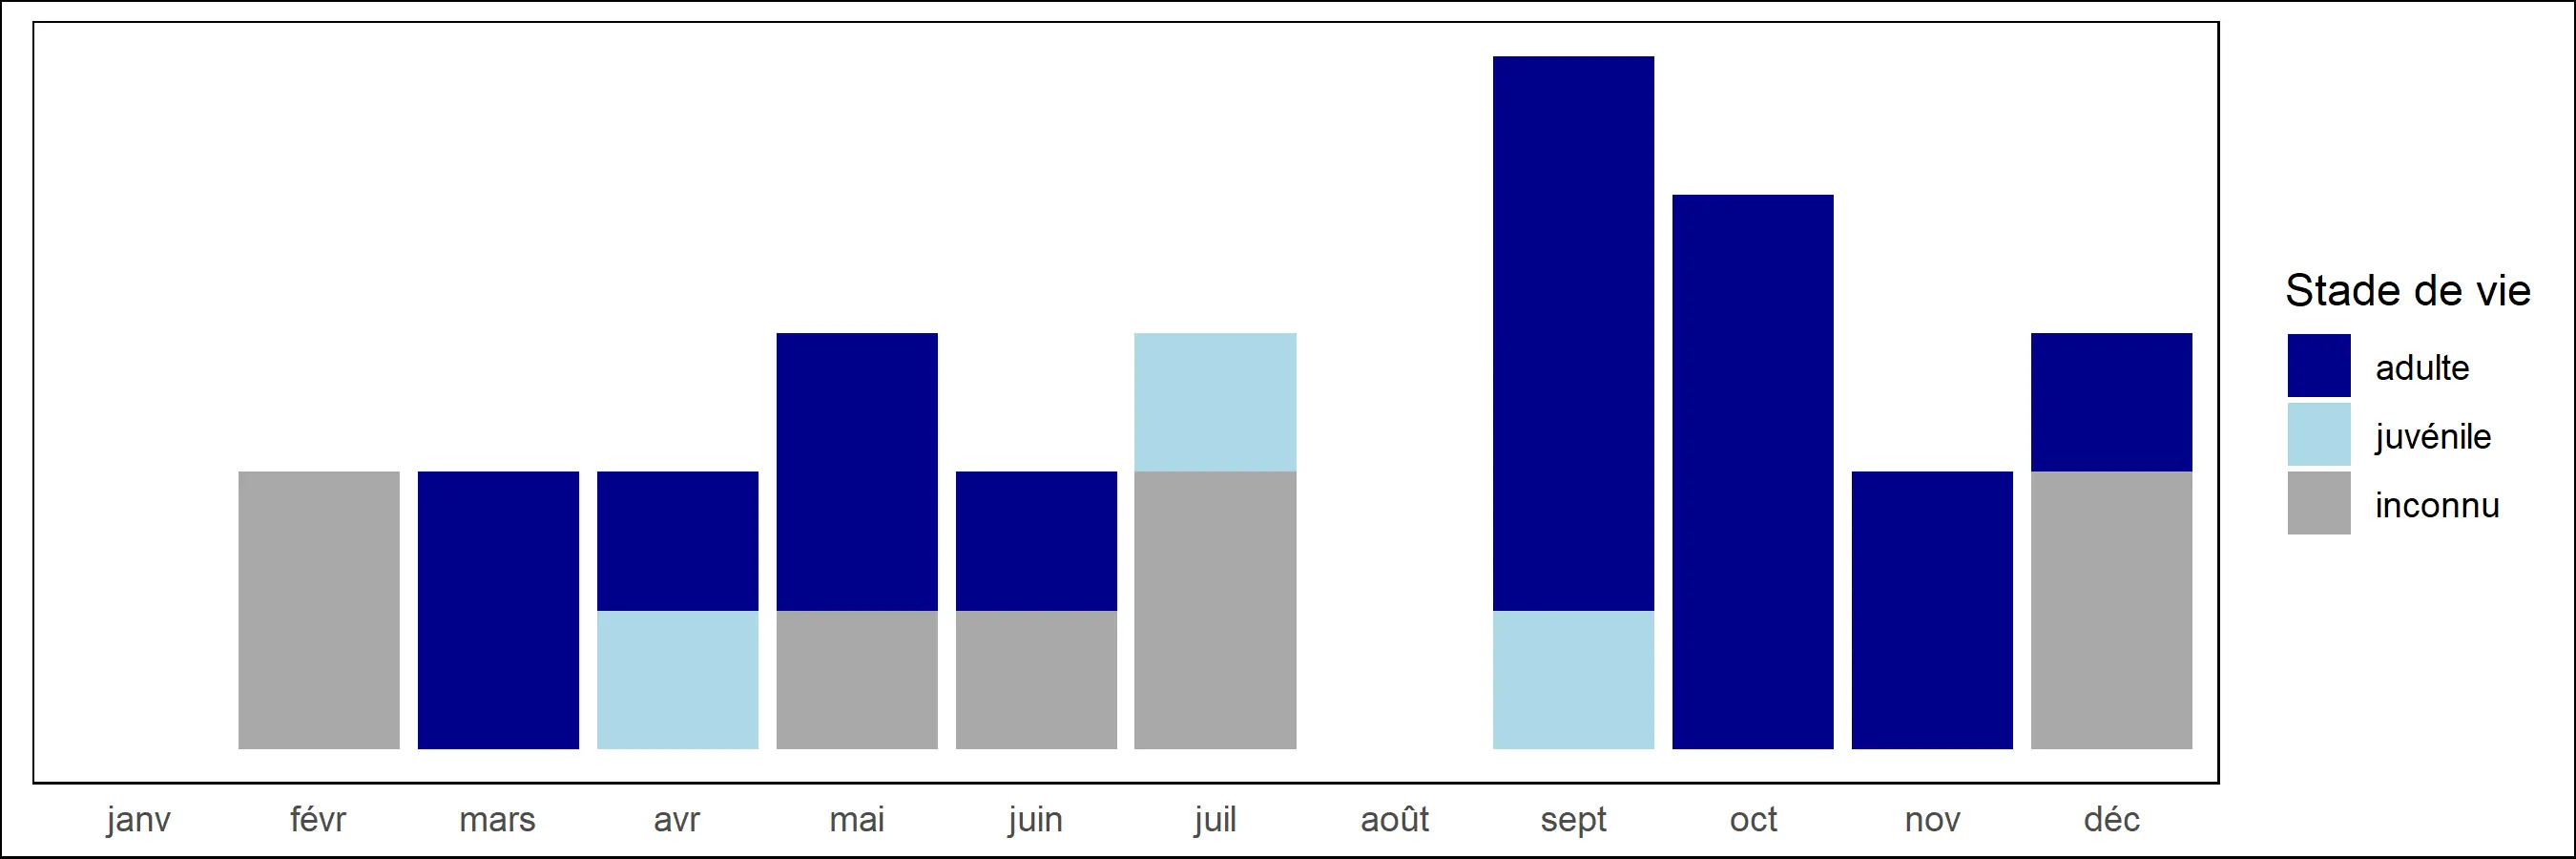 Stade de vie
adulte
juvénile
inconnu
janv févr mars avr mai juin juil août sept oct nov déc